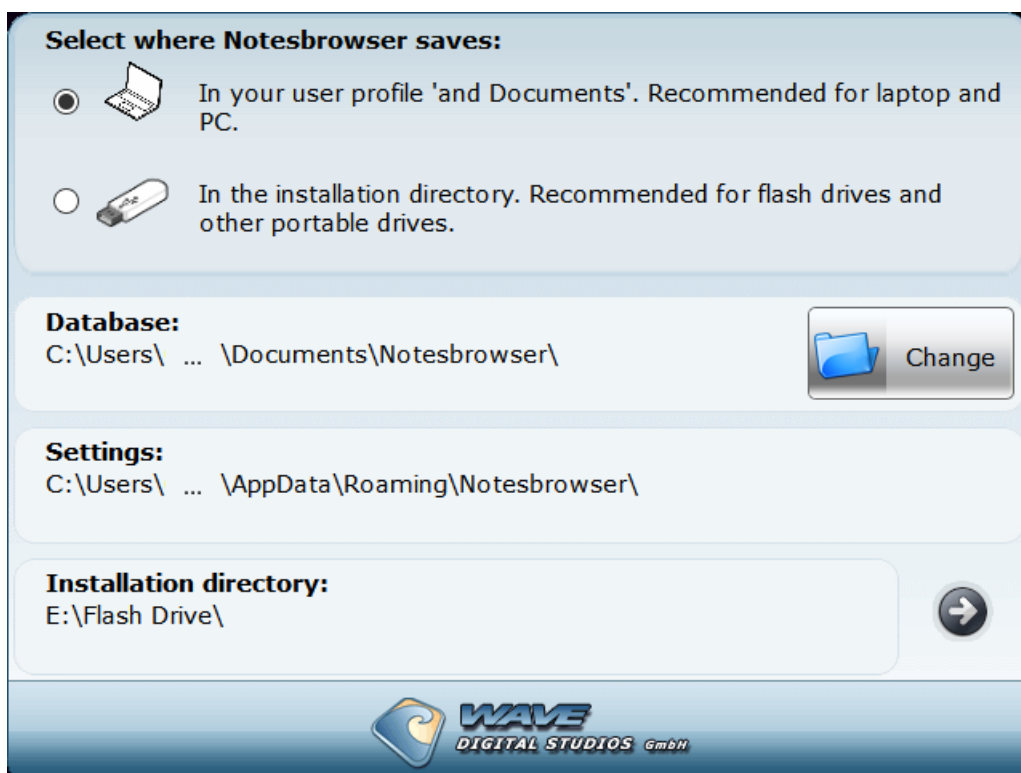 Select where Notesbrowser saves:
In your user profile 'and Documents'. Recommended for laptop and
PC.
In the installation directory. Recommended for flash drives and
other portable drives.
Database:
C:\Users\ ... \Documents\Notesbrowser\
Change
Settings:
C:\Users\ ... \AppData\Roaming\Notesbrowser\
Installation directory:
E:\Flash Drive\
WAVE
DIGITAL STUDIOS GmbH